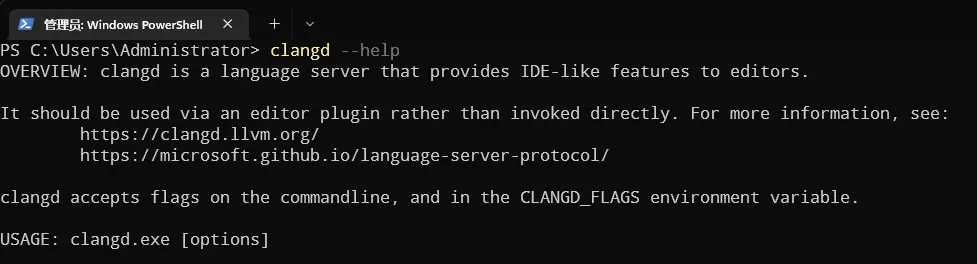 管理员: Windows PowerShell
PS C:\Users\Administrator> clangd --help
OVERVIEW: clangd is a language server that provides IDE-like features to editors.
It should be used via an editor plugin rather than invoked directly. For more information, see:
https://clangd.llvm.org/
https://microsoft.github.io/language-server-protocol/
clangd accepts flags on the commandline, and in the CLANGD_FLAGS environment variable.
USAGE: clangd.exe [options]